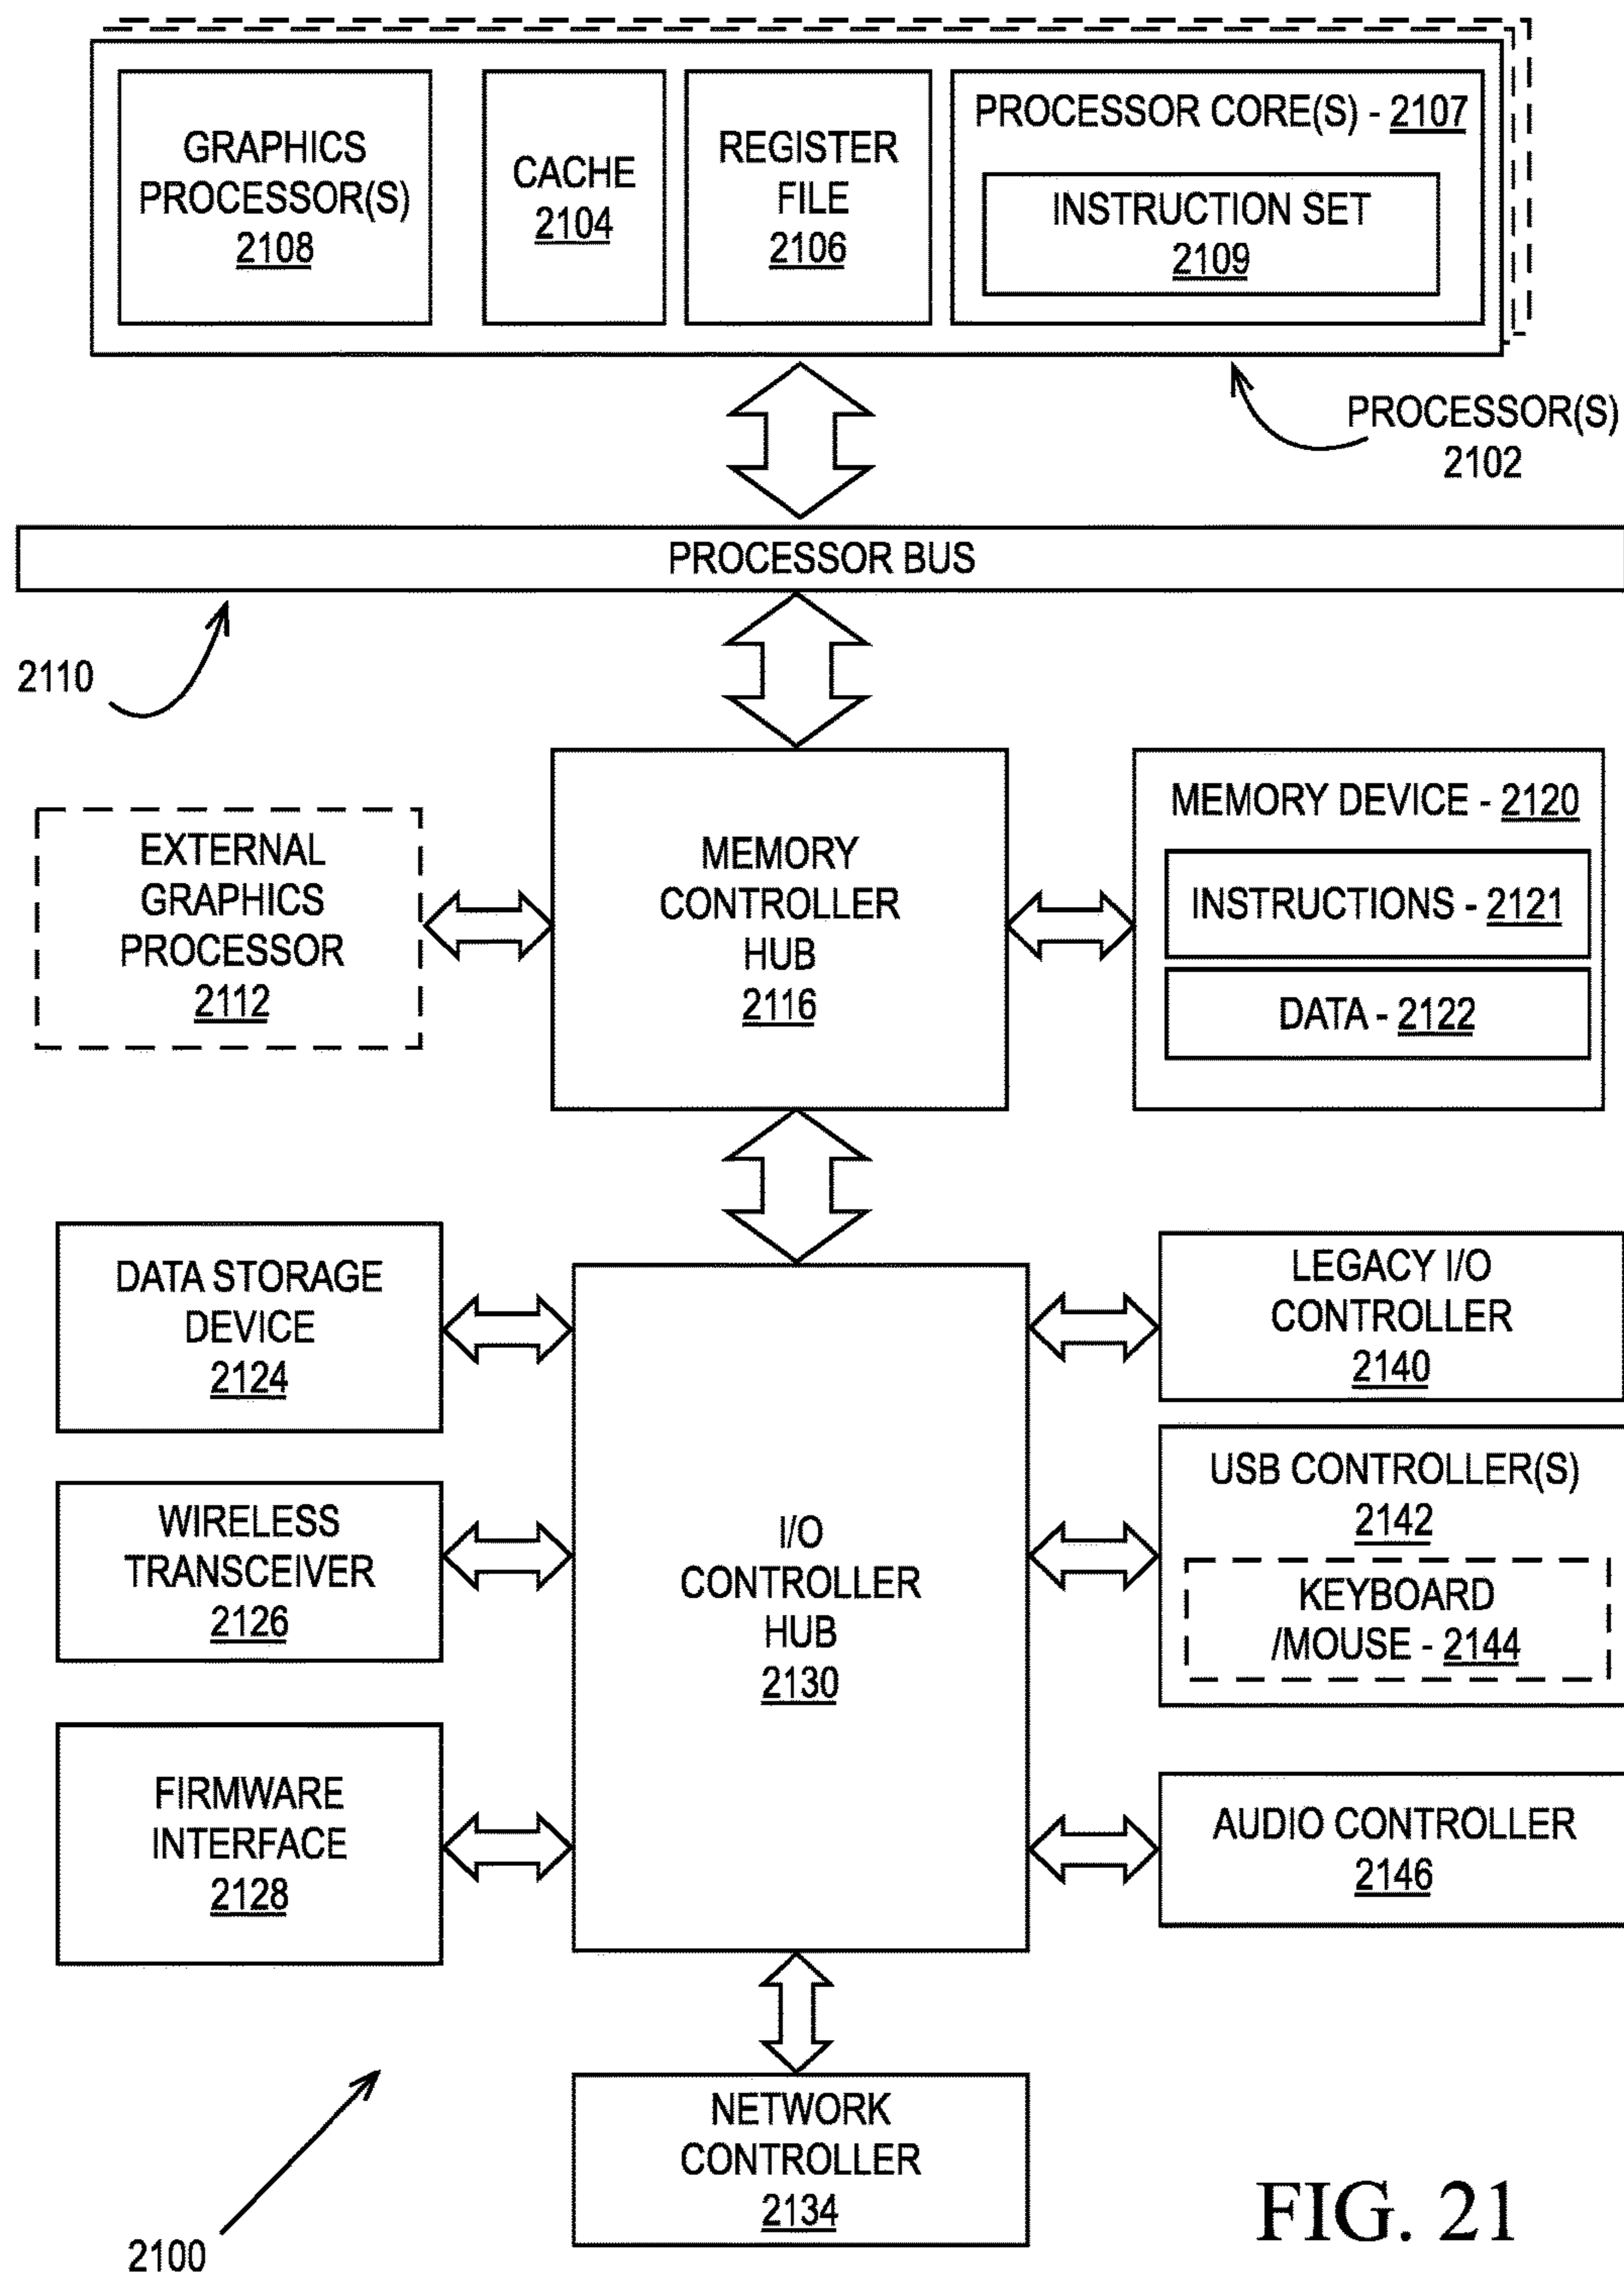 GRAPHICS
PROCESSOR(S)
2108
CACHE
2104
REGISTER
FILE
2106
PROCESSOR CORE(S) - 2107
INSTRUCTION SET
2109
PROCESSOR(S)
2102
PROCESSOR BUS
2110
EXTERNAL
GRAPHICS
PROCESSOR
2112
MEMORY
CONTROLLER
HUB
2116
MEMORY DEVICE - 2120
INSTRUCTIONS - 2121
DATA - 2122
DATA STORAGE
DEVICE
2124
WIRELESS
TRANSCEIVER
2126
FIRMWARE
INTERFACE
2128
I/O
CONTROLLER
HUB
2130
LEGACY I/O
CONTROLLER
2140
USB CONTROLLER(S)
2142
KEYBOARD
/MOUSE - 2144
AUDIO CONTROLLER
2146
NETWORK
CONTROLLER
2134
2100
FIG. 21